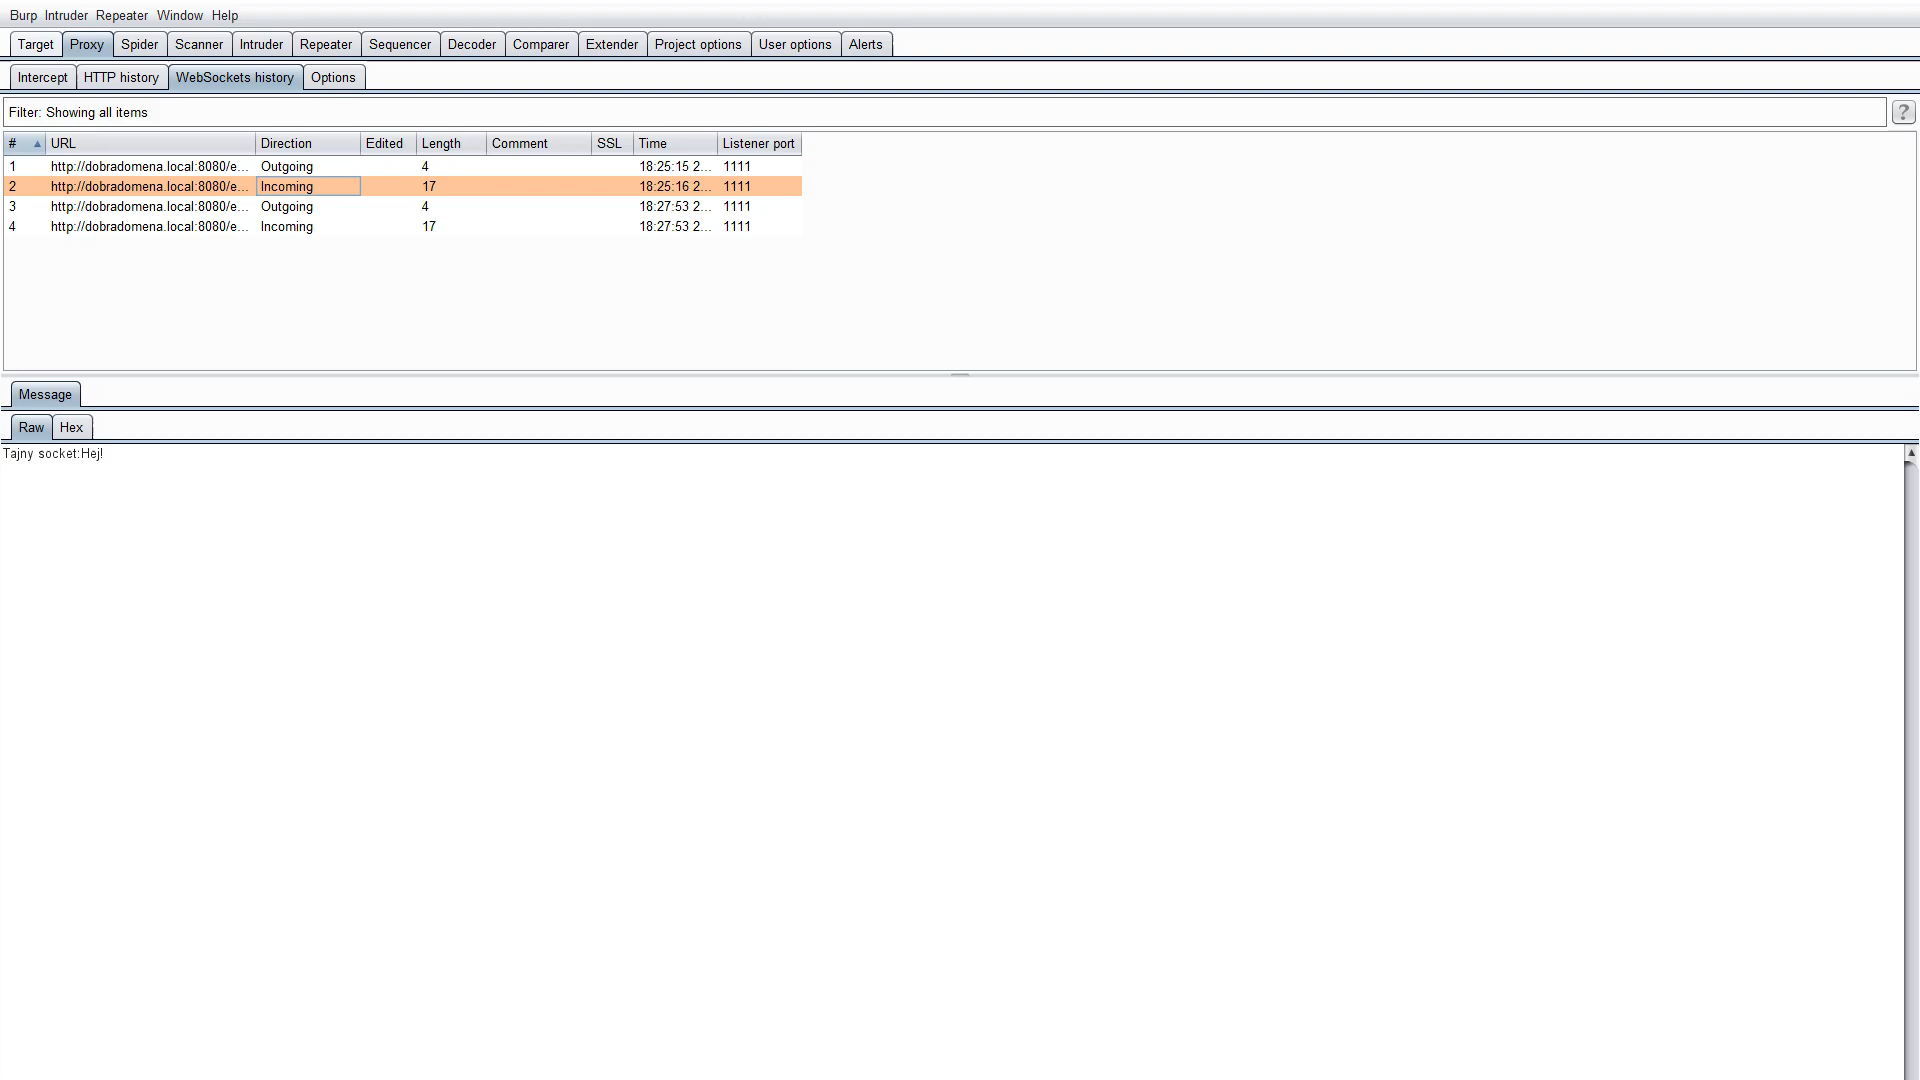 Burp Intruder Repeater Window Help
Target Proxy Spider Scanner Intruder Repeater Sequencer Decoder Comparer Extender Project options User options Alerts
Intercept HTTP history WebSockets history Options
Filter: Showing all items ?
# URL Direction Edited Length Comment SSL Time Listener port
1 http://dobradomena.local:8080/e... Outgoing 4 18:25:15 2... 1111
2 http://dobradomena.local:8080/e... Incoming 17 18:25:16 2... 1111
3 http://dobradomena.local:8080/e... Outgoing 4 18:27:53 2... 1111
4 http://dobradomena.local:8080/e... Incoming 17 18:27:53 2... 1111
Message
Raw Hex
Tajny socket:Hej!